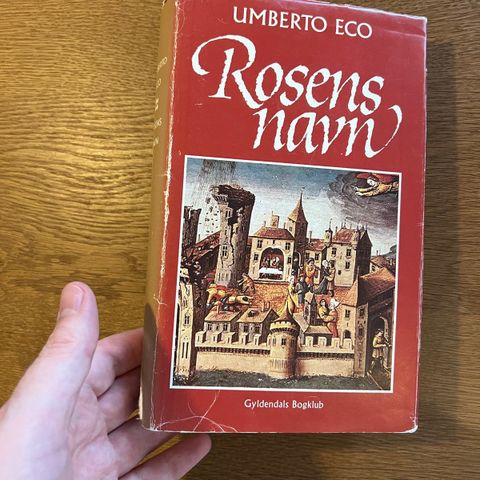 UMBERTO ECO
Rosens
navn
Gyldendals Bogklub